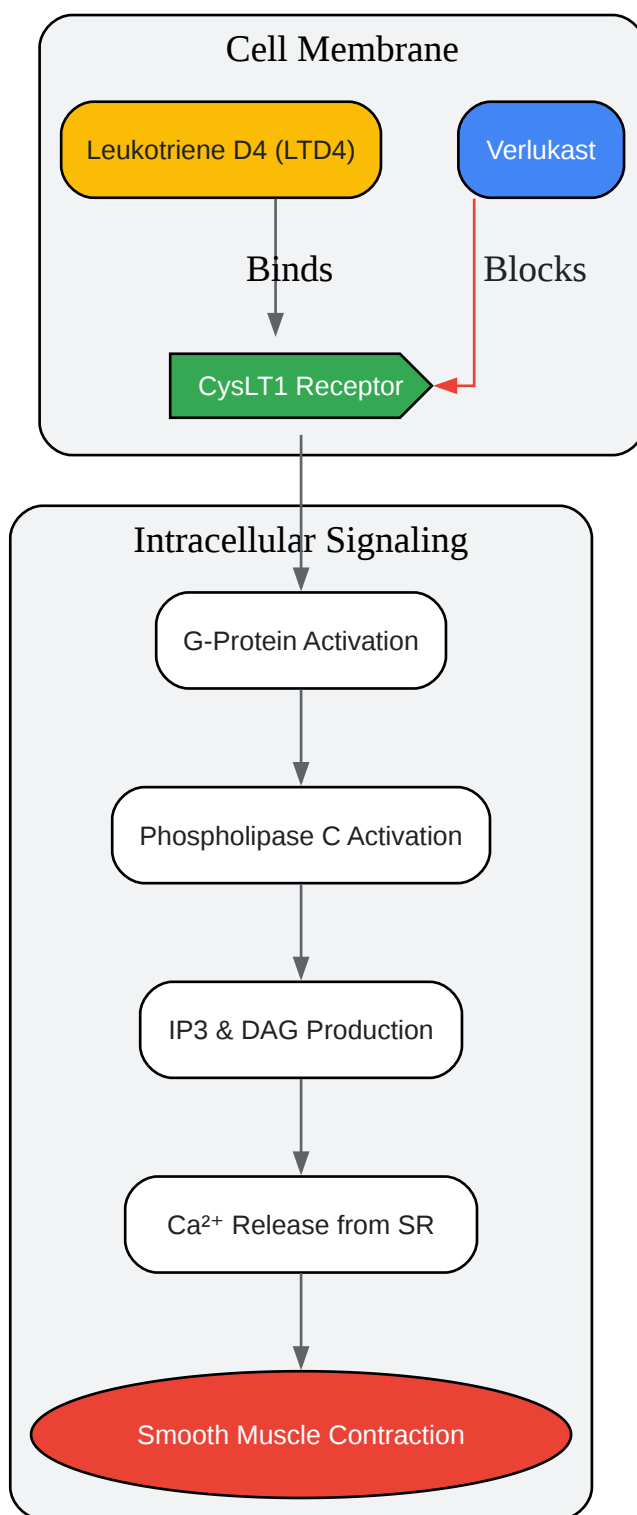 Cell Membrane
Leukotriene D4 (LTD4)
Verlukast
Binds
Blocks
CysLT1 Receptor
Intracellular Signaling
G-Protein Activation
Phospholipase C Activation
IP3 & DAG Production
Ca²⁺ Release from SR
Smooth Muscle Contraction